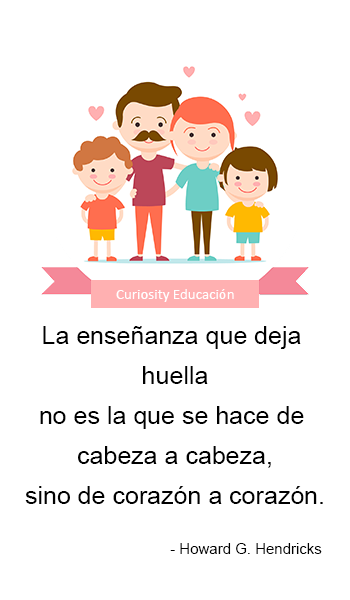 Curiosity Educación
La enseñanza que deja
huella
no es la que se hace de
cabeza a cabeza,
sino de corazón a corazón.
- Howard G. Hendricks